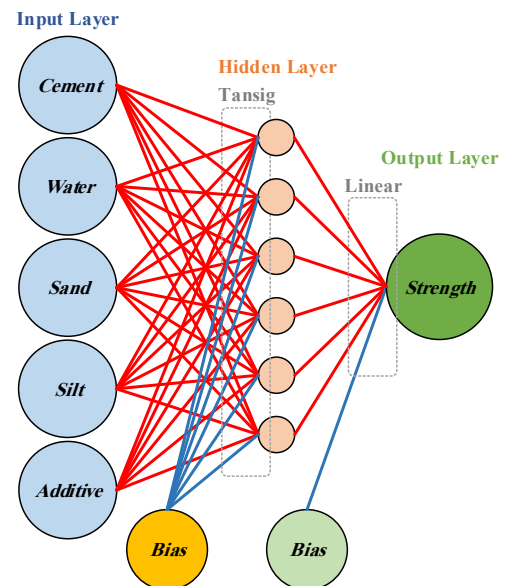 Input Layer
Cement
Hidden Layer
Tansig
Output Layer
Water
Linear
Sand
Strength
Silt
Additive
Bias
Bias